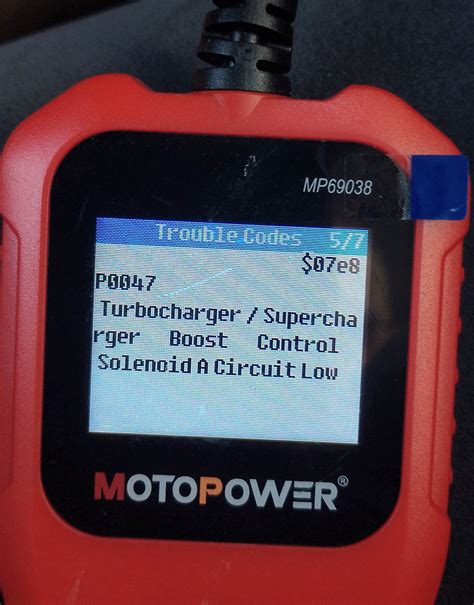 MP69038
Trouble Codes 5/7
$07e8
P0047
Turbocharger / Supercha
rger Boost Control
Solenoid A Circuit Low
MOTOPOWER®